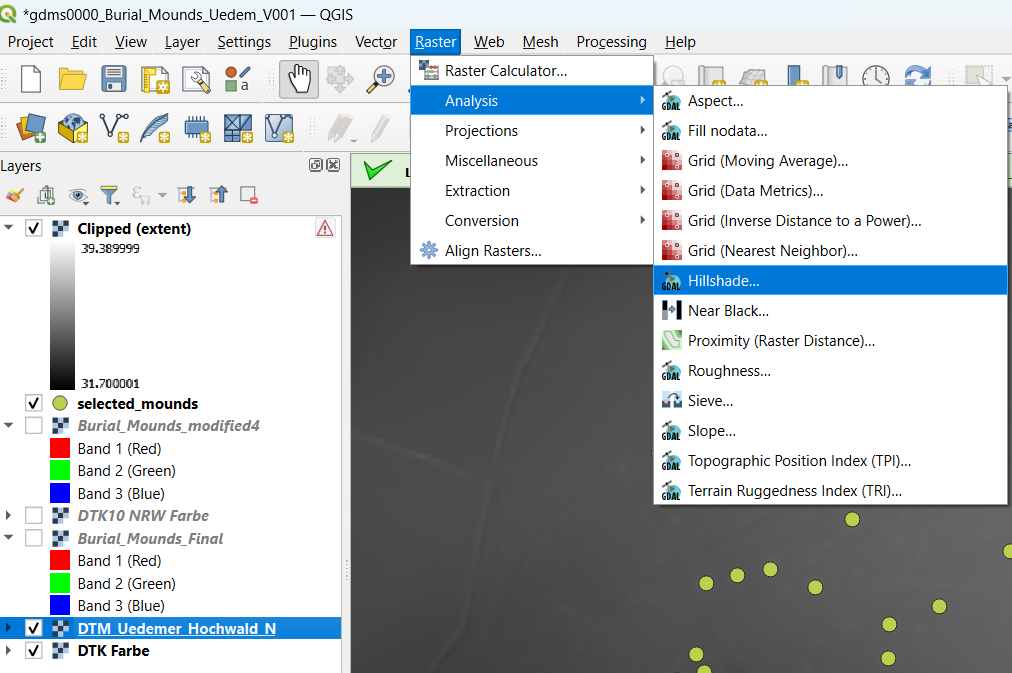 *gdms0000_Burial_Mounds_Uedem_V001 — QGIS
Project Edit View Layer Settings Plugins Vector Raster Web Mesh Processing Help
Raster Calculator...
Analysis
Projections
Miscellaneous
Extraction
Conversion
Align Rasters...
Aspect...
Fill nodata...
Grid (Moving Average)...
Grid (Data Metrics)...
Grid (Inverse Distance to a Power)...
Grid (Nearest Neighbor)...
Hillshade...
Near Black...
Proximity (Raster Distance)...
Roughness...
Sieve...
Slope...
Topographic Position Index (TPI)...
Terrain Ruggedness Index (TRI)...
Layers
Clipped (extent)
39.389999
31.700001
selected_mounds
Burial_Mounds_modified4
Band 1 (Red)
Band 2 (Green)
Band 3 (Blue)
DTK10 NRW Farbe
Burial_Mounds_Final
Band 1 (Red)
Band 2 (Green)
Band 3 (Blue)
DTM_Uedemer_Hochwald_N
DTK Farbe